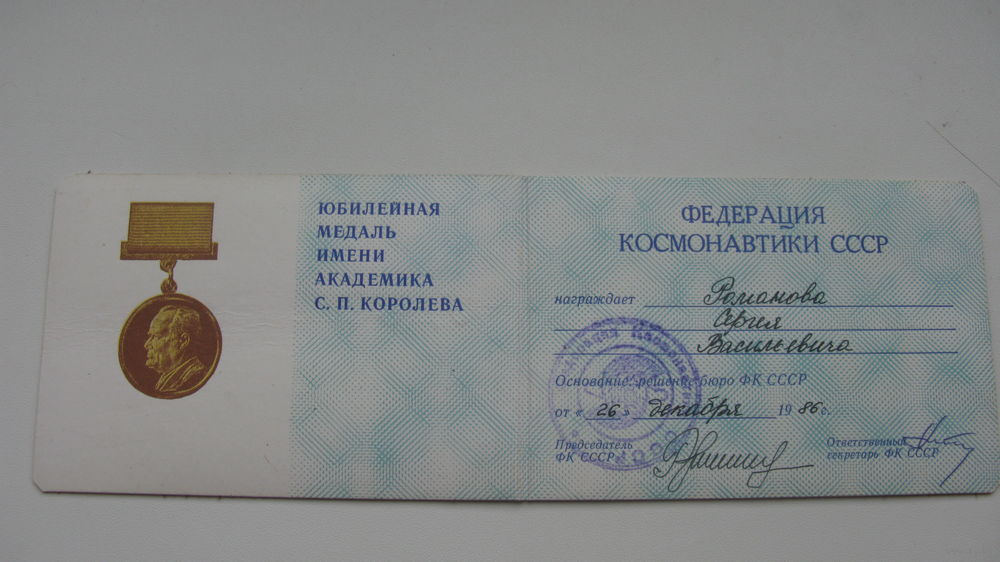 ЮБИЛЕЙНАЯ
МЕДАЛЬ
ИМЕНИ
АКАДЕМИКА
С. П. КОРОЛЕВА
ФЕДЕРАЦИЯ
КОСМОНАВТИКИ СССР
награждает Романова
Сергея
Васильевича
Основание: решение бюро ФК СССР
от « 26 » декабря 1986 г.
Председатель
ФК СССР
Ответственный
секретарь ФК СССР